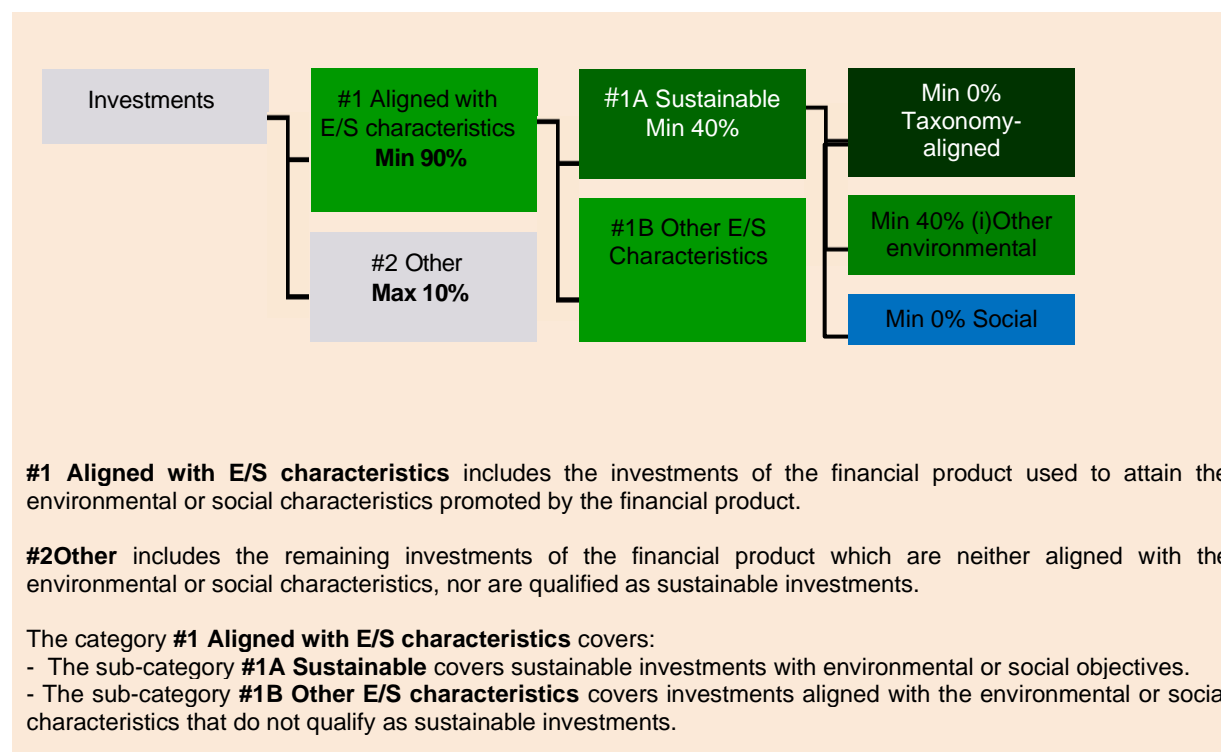 Investments
#1 Aligned with
E/S characteristics
Min 90%
#2 Other
Max 10%
#1A Sustainable
Min 40%
#1B Other E/S
Characteristics
Min 0%
Taxonomy-
aligned
Min 40% (i)Other
environmental
Min 0% Social
#1 Aligned with E/S characteristics includes the investments of the financial product used to attain the
environmental or social characteristics promoted by the financial product.
#2Other includes the remaining investments of the financial product which are neither aligned with the
environmental or social characteristics, nor are qualified as sustainable investments.
The category #1 Aligned with E/S characteristics covers:
- The sub-category #1A Sustainable covers sustainable investments with environmental or social objectives.
- The sub-category #1B Other E/S characteristics covers investments aligned with the environmental or social
characteristics that do not qualify as sustainable investments.